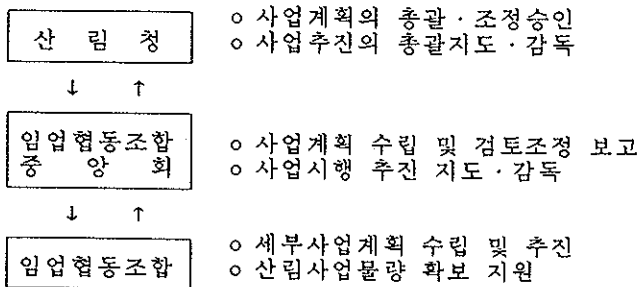 산 림 청
o 사업계획의 총괄 · 조정승인
o 사업추진의 총괄지도 · 감독
↓ ↑
임업협동조합
중 앙 회
o 사업계획 수립 및 검토조정 보고
o 사업시행 추진 지도 · 감독
↓ ↑
임업협동조합
o 세부사업계획 수립 및 추진
o 산림사업물량 확보 지원